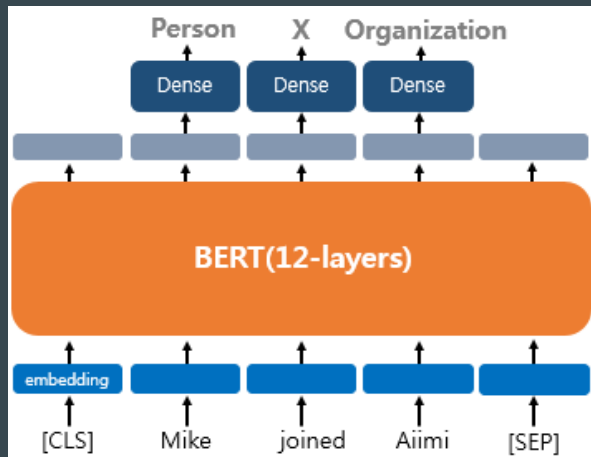 Person X Organization
Dense Dense Dense
BERT(12-layers)
embedding
[CLS] Mike joined Aiimi [SEP]